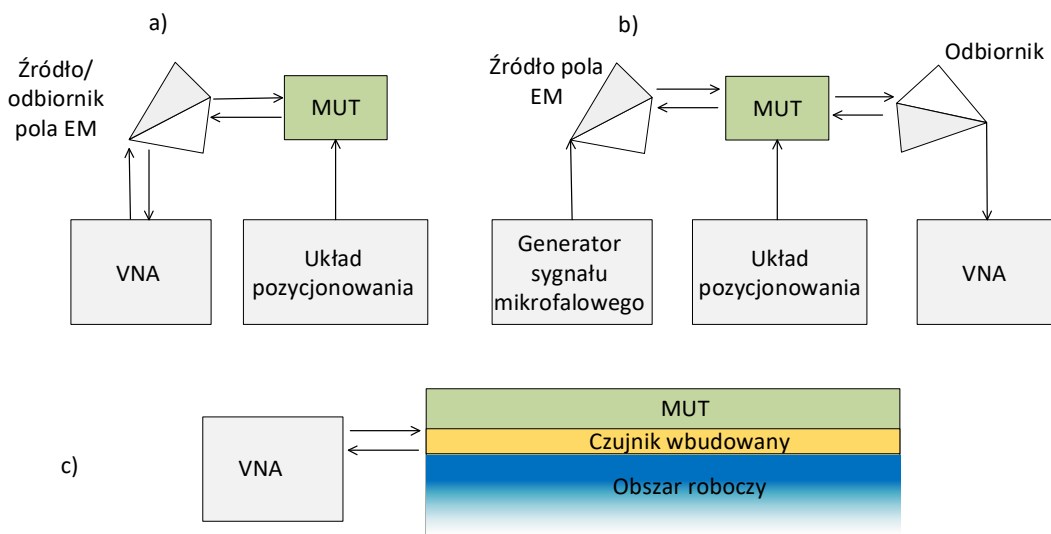 a)
Źródło/
odbiornik
pola EM
MUT
VNA
Układ
pozycjonowania
b)
Źródło pola
EM
MUT
Odbiornik
Generator
sygnału
mikrofalowego
Układ
pozycjonowania
VNA
c)
VNA
MUT
Czujnik wbudowany
Obszar roboczy